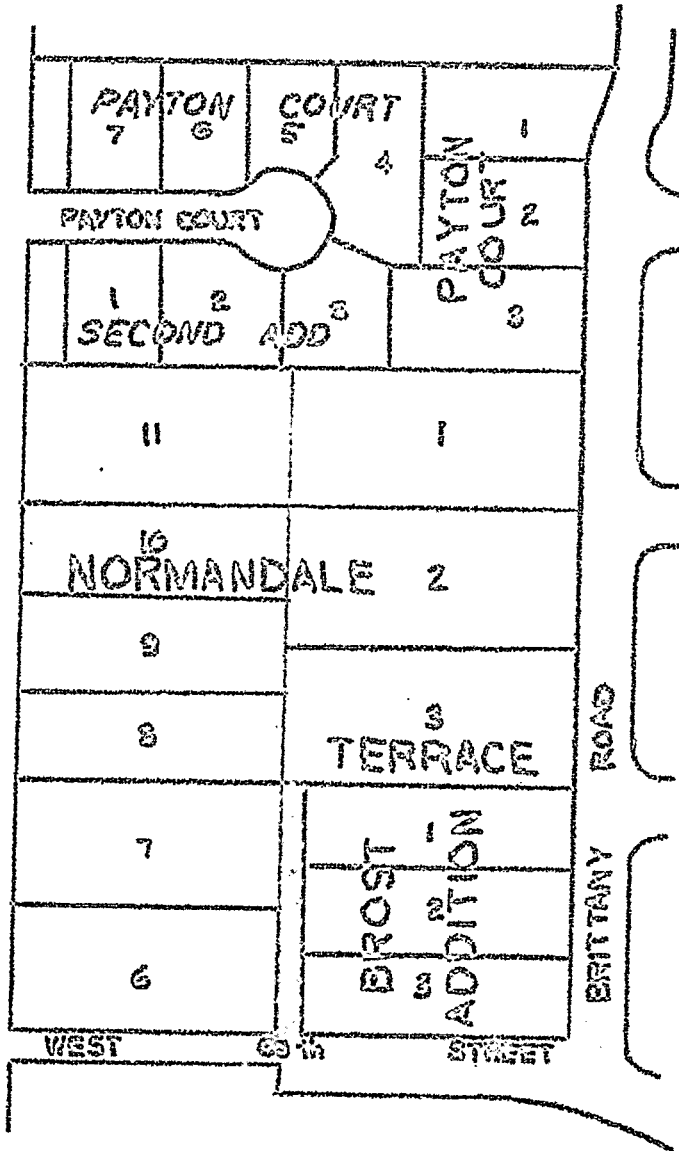 PAYTON COURT
7
6
5
4
1
PAYTON COURT
2
PAYTON COURT
1
2
3
3
SECOND ADD
11
1
10
NORMANDALE
2
9
8
3
TERRACE
ROAD
7
1
BROST ADDITION
2
6
3
BRITTANY
WEST
STREET